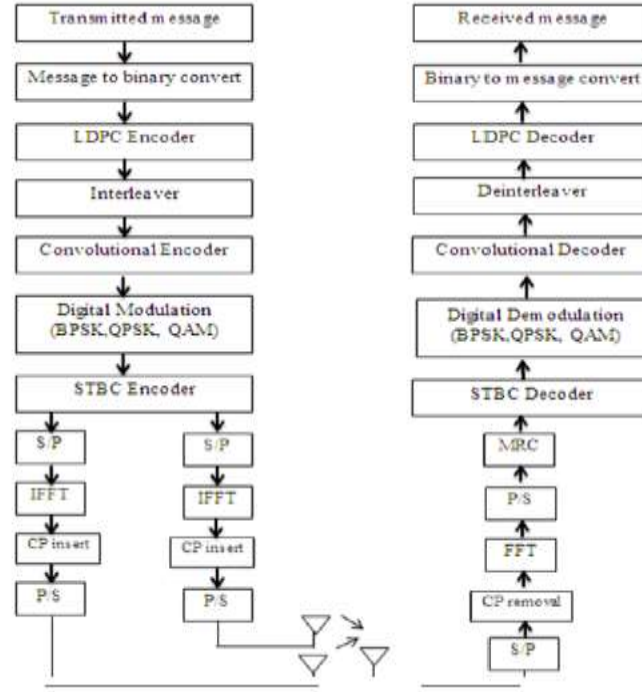 Transmitted message
Message to binary convert
LDPC Encoder
Interleaver
Convolutional Encoder
Digital Modulation
(BPSK,QPSK, QAM)
STBC Encoder
S/P
IFFT
CP insert
P/S
S/P
IFFT
CP insert
P/S
Received message
Binary to message convert
LDPC Decoder
Deinterleaver
Convolutional Decoder
Digital Demodulation
(BPSK,QPSK, QAM)
STBC Decoder
MRC
P/S
FFT
CP removal
S/P